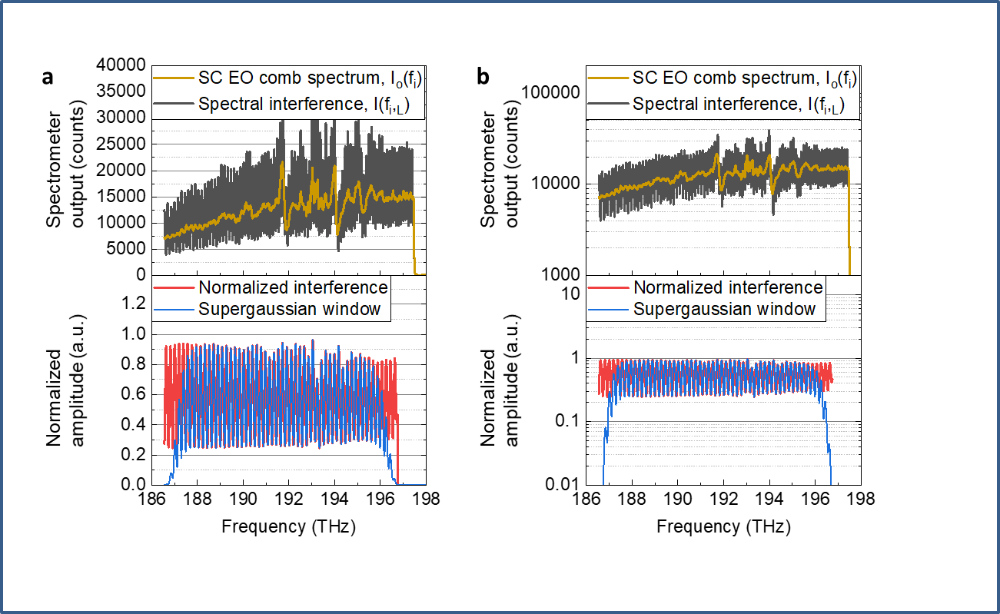 a
40000
35000
30000
25000
20000
15000
10000
5000
0
Spectrometer
output (counts)
SC EO comb spectrum, Io(fi)
Spectral interference, I(fi,L)
1.2
1.0
0.8
0.6
0.4
0.2
0.0
Normalized
amplitude (a.u.)
Normalized interference
Supergaussian window
186 188 190 192 194 196 198
Frequency (THz)
b
100000
10000
1000
Spectrometer
output (counts)
SC EO comb spectrum, Io(fi)
Spectral interference, I(fi,L)
10
1
0.1
0.01
Normalized
amplitude (a.u.)
Normalized interference
Supergaussian window
186 188 190 192 194 196 198
Frequency (THz)